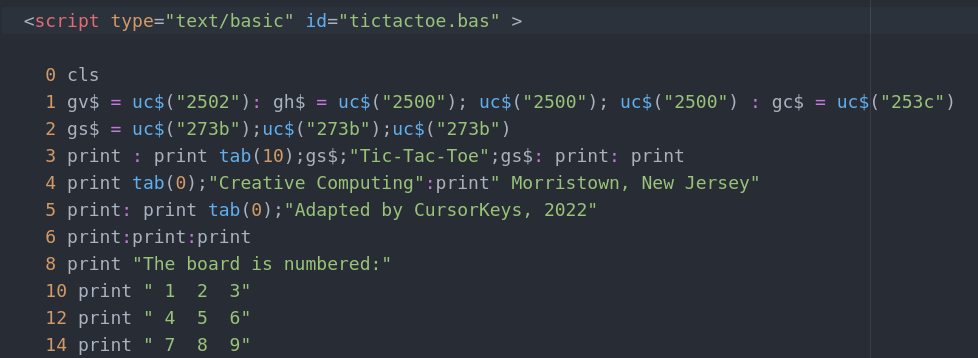 <script type="text/basic" id="tictactoe.bas" >
0 cls
1 gv$ = uc$("2502"): gh$ = uc$("2500"); uc$("2500"); uc$("2500") : gc$ = uc$("253c")
2 gs$ = uc$("273b");uc$("273b");uc$("273b")
3 print : print tab(10);gs$;"Tic-Tac-Toe";gs$: print: print
4 print tab(0);"Creative Computing":print" Morristown, New Jersey"
5 print: print tab(0);"Adapted by CursorKeys, 2022"
6 print:print:print
8 print "The board is numbered:"
10 print " 1  2  3"
12 print " 4  5  6"
14 print " 7  8  9"